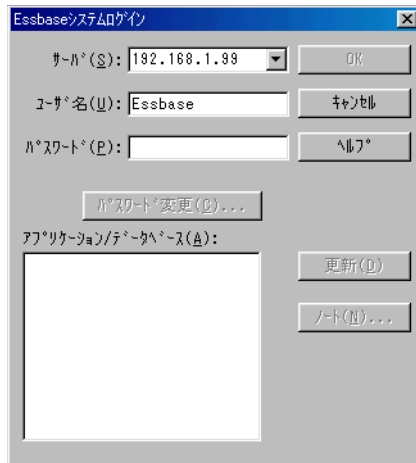 Essbaseｼｽﾃﾑﾛｸﾞｲﾝ
ｻｰﾊﾞ(S): 192.168.1.99
OK
ﾕｰｻﾞ名(U): Essbase
ｷｬﾝｾﾙ
ﾊﾟｽﾜｰﾄﾞ(P):
ﾍﾙﾌﾟ
ﾊﾟｽﾜｰﾄﾞ変更(C)...
ｱﾌﾟﾘｹｰｼｮﾝ/ﾃﾞｰﾀﾍﾞｰｽ(A):
更新(D)
ﾉｰﾄ(N)...